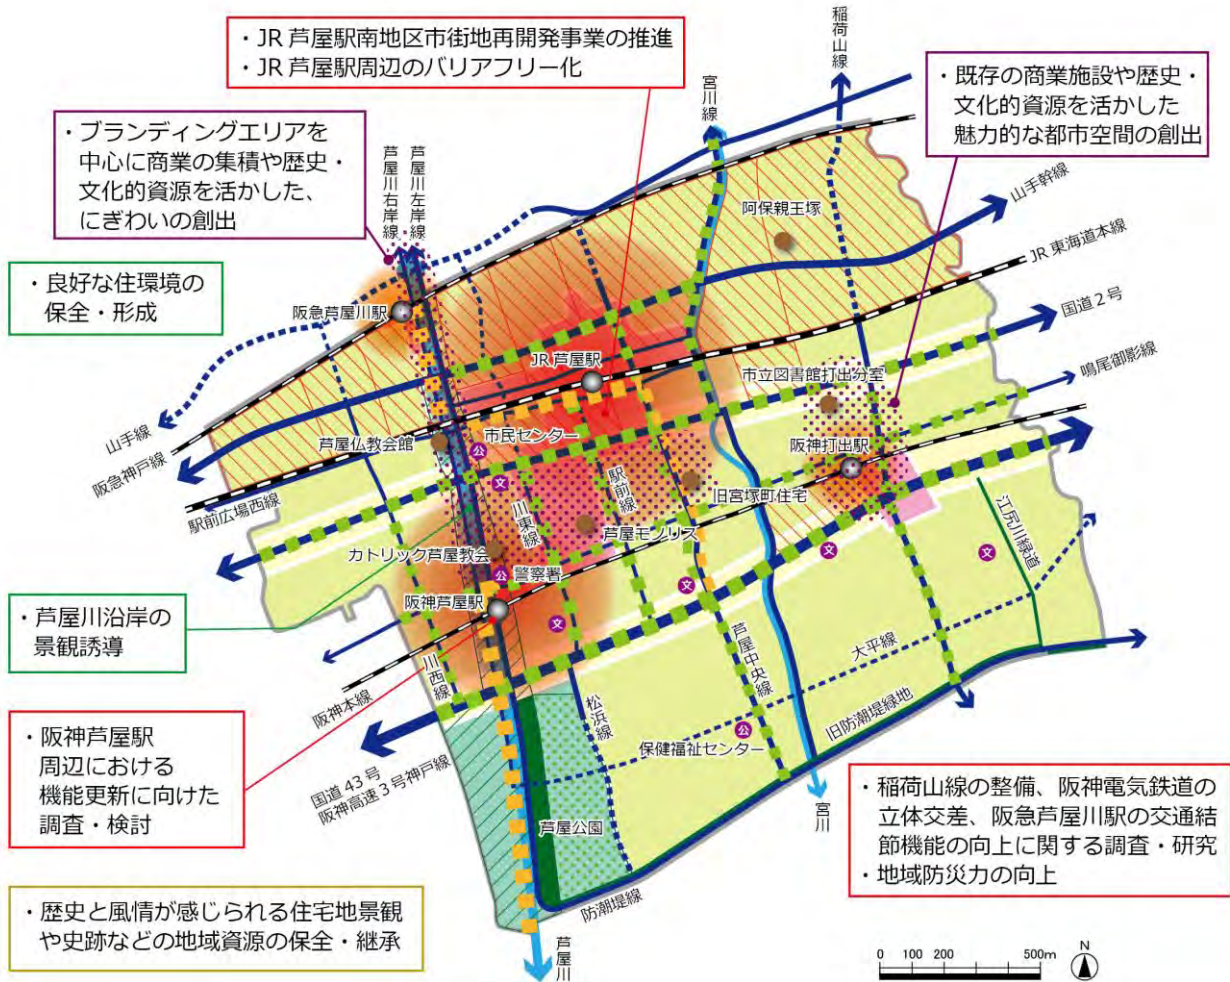 ・JR 芦屋駅南地区市街地再開発事業の推進
・JR 芦屋駅周辺のバリアフリー化
・ブランディングエリアを
中心に商業の集積や歴史・
文化的資源を活かした、
にぎわいの創出
・既存の商業施設や歴史・
文化的資源を活かした
魅力的な都市空間の創出
・良好な住環境の
保全・形成
芦屋川右岸線
芦屋川左岸線
宮川線
稲荷山線
山手幹線
JR 東海道本線
国道２号
鳴尾御影線
阿保親王塚
阪急芦屋川駅
JR 芦屋駅
市立図書館打出分室
山手線
阪急神戸線
駅前広場西線
芦屋仏教会館
市民センター
公
文
阪神打出駅
川東線
駅前線
旧宮塚町住宅
芦屋モノリス
カトリック芦屋教会
公
警察署
阪神芦屋駅
文
文
文
文
江尻川緑道
・芦屋川沿岸の
景観誘導
川西線
阪神本線
芦屋中央線
大平線
松浜線
旧防潮堤緑地
公
保健福祉センター
国道 43 号
阪神高速３号神戸線
芦屋公園
宮川
防潮堤線
芦屋川
・阪神芦屋駅
周辺における
機能更新に向けた
調査・検討
・稲荷山線の整備、阪神電気鉄道の
立体交差、阪急芦屋川駅の交通結
節機能の向上に関する調査・研究
・地域防災力の向上
・歴史と風情が感じられる住宅地景観
や史跡などの地域資源の保全・継承
0 100 200 500m
N